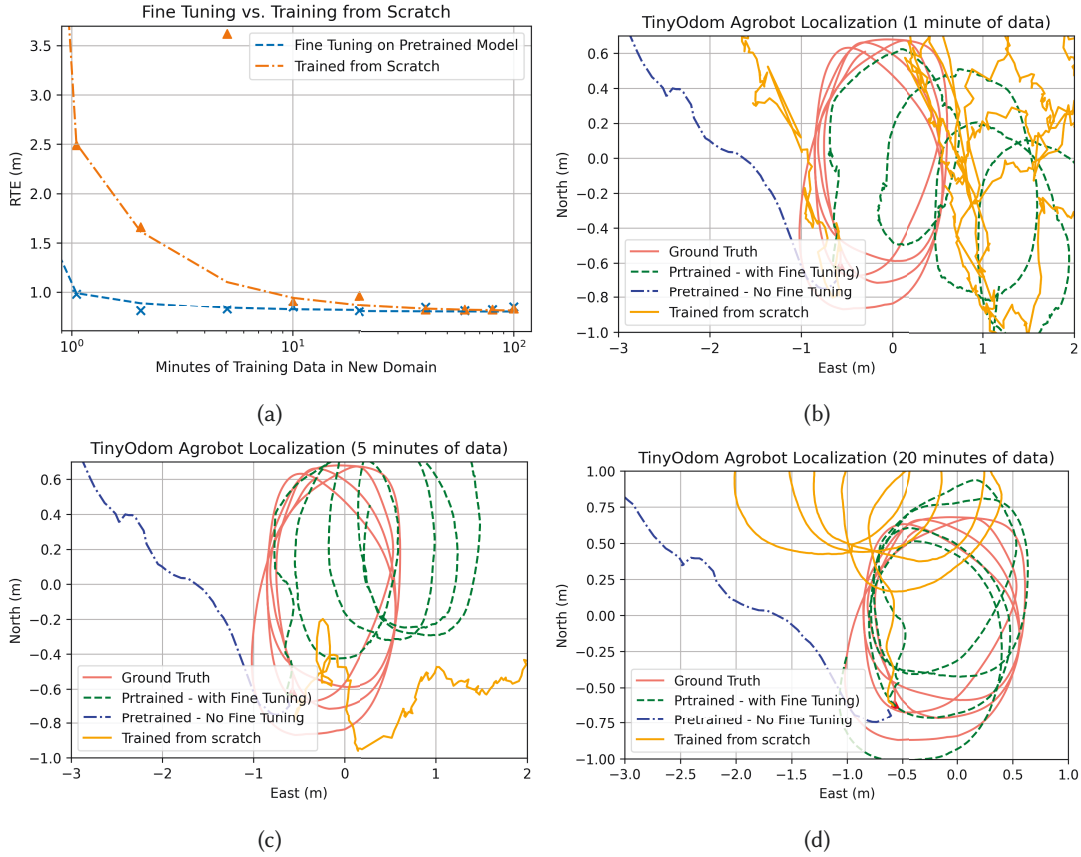 Fine Tuning vs. Training from Scratch
3.5
3.0
2.5
2.0
1.5
1.0
RTE (m)
Fine Tuning on Pretrained Model
Trained from Scratch
10⁰
10¹
10²
Minutes of Training Data in New Domain
(a)
TinyOdom Agrobot Localization (1 minute of data)
0.6
0.4
0.2
0.0
−0.2
−0.4
−0.6
−0.8
−1.0
North (m)
Ground Truth
Prtrained - with Fine Tuning)
Pretrained - No Fine Tuning
Trained from scratch
−3
−2
−1
0
1
2
East (m)
(b)
TinyOdom Agrobot Localization (5 minutes of data)
0.6
0.4
0.2
0.0
−0.2
−0.4
−0.6
−0.8
−1.0
North (m)
Ground Truth
Prtrained - with Fine Tuning)
Pretrained - No Fine Tuning
Trained from scratch
−3
−2
−1
0
1
2
East (m)
(c)
TinyOdom Agrobot Localization (20 minutes of data)
1.00
0.75
0.50
0.25
0.00
−0.25
−0.50
−0.75
−1.00
North (m)
Ground Truth
Prtrained - with Fine Tuning)
Pretrained - No Fine Tuning
Trained from scratch
−3.0
−2.5
−2.0
−1.5
−1.0
−0.5
0.0
0.5
1.0
East (m)
(d)